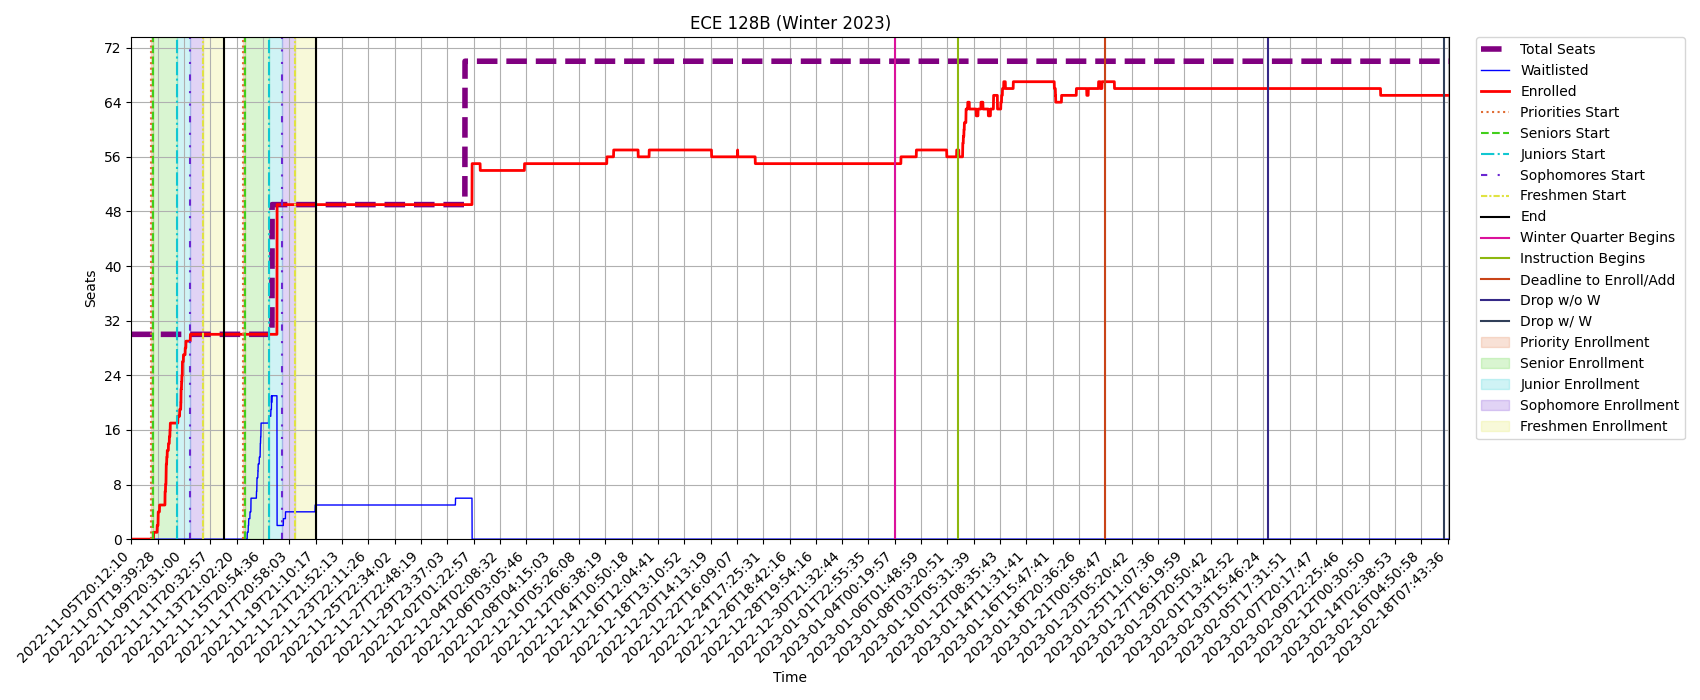 ECE 128B (Winter 2023)
72
64
56
48
40
32
24
16
8
0
Seats
2022-11-05T20:12:10
2022-11-07T19:39:28
2022-11-09T20:31:00
2022-11-11T20:32:57
2022-11-13T21:02:20
2022-11-15T20:54:36
2022-11-17T20:58:03
2022-11-19T21:10:17
2022-11-21T21:52:13
2022-11-23T22:11:26
2022-11-25T22:34:02
2022-11-27T22:48:19
2022-11-29T23:37:03
2022-12-02T01:22:57
2022-12-04T02:08:32
2022-12-06T03:05:46
2022-12-08T04:15:03
2022-12-10T05:26:08
2022-12-12T06:38:19
2022-12-14T10:50:18
2022-12-16T12:04:41
2022-12-18T13:10:52
2022-12-20T14:13:19
2022-12-22T16:09:07
2022-12-24T17:25:31
2022-12-26T18:42:16
2022-12-28T19:54:16
2022-12-30T21:32:44
2023-01-01T22:55:35
2023-01-04T00:19:57
2023-01-06T01:48:59
2023-01-08T03:20:51
2023-01-10T05:31:39
2023-01-12T08:35:43
2023-01-14T11:31:41
2023-01-16T15:47:41
2023-01-18T20:36:26
2023-01-21T00:58:47
2023-01-23T05:20:42
2023-01-25T11:07:36
2023-01-27T16:19:59
2023-01-29T20:50:42
2023-02-01T13:42:52
2023-02-03T15:46:24
2023-02-05T17:31:51
2023-02-07T20:17:47
2023-02-09T22:25:46
2023-02-12T00:30:50
2023-02-14T02:38:53
2023-02-16T04:50:58
2023-02-18T07:43:36
Time
Total Seats
Waitlisted
Enrolled
Priorities Start
Seniors Start
Juniors Start
Sophomores Start
Freshmen Start
End
Winter Quarter Begins
Instruction Begins
Deadline to Enroll/Add
Drop w/o W
Drop w/ W
Priority Enrollment
Senior Enrollment
Junior Enrollment
Sophomore Enrollment
Freshmen Enrollment